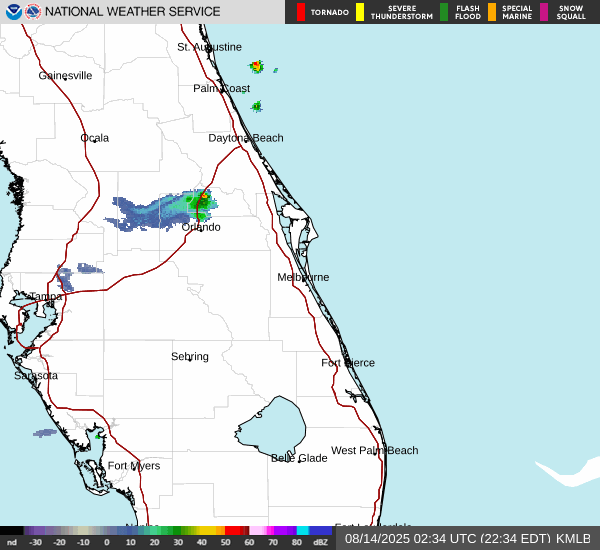 NATIONAL WEATHER SERVICE
TORNADO
SEVERE THUNDERSTORM
FLASH FLOOD
SPECIAL MARINE
SNOW SQUALL
St. Augustine
Gainesville
Palm Coast
Ocala
Daytona Beach
Orlando
Melbourne
Tampa
Sebring
Fort Pierce
Sarasota
West Palm Beach
Belle Glade
Fort Myers
nd -30 -20 -10 0 10 20 30 40 50 60 70 80 dBZ
08/14/2025 02:34 UTC (22:34 EDT) KMLB